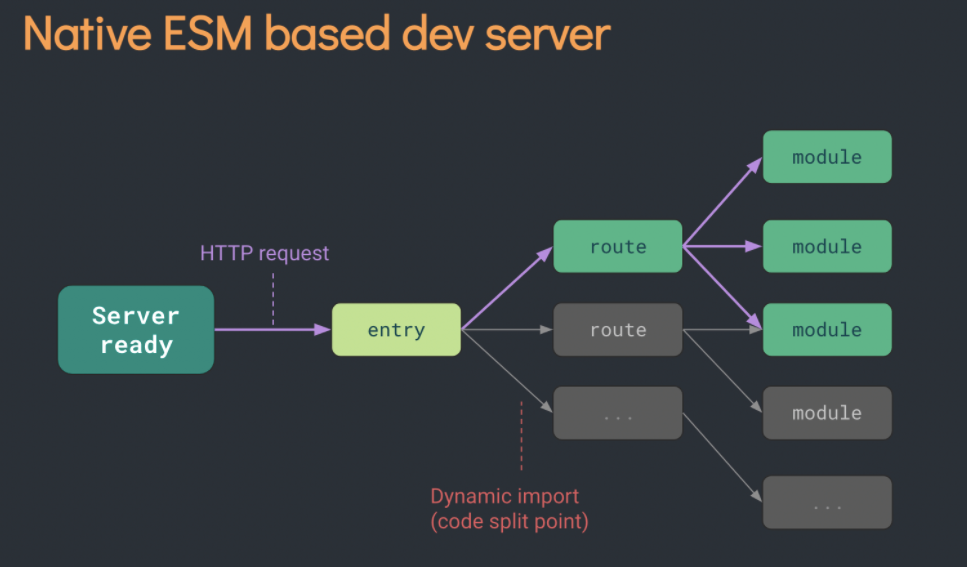 Native ESM based dev server
module
HTTP request
route
module
Server
ready
entry
route
module
...
module
Dynamic import
(code split point)
...